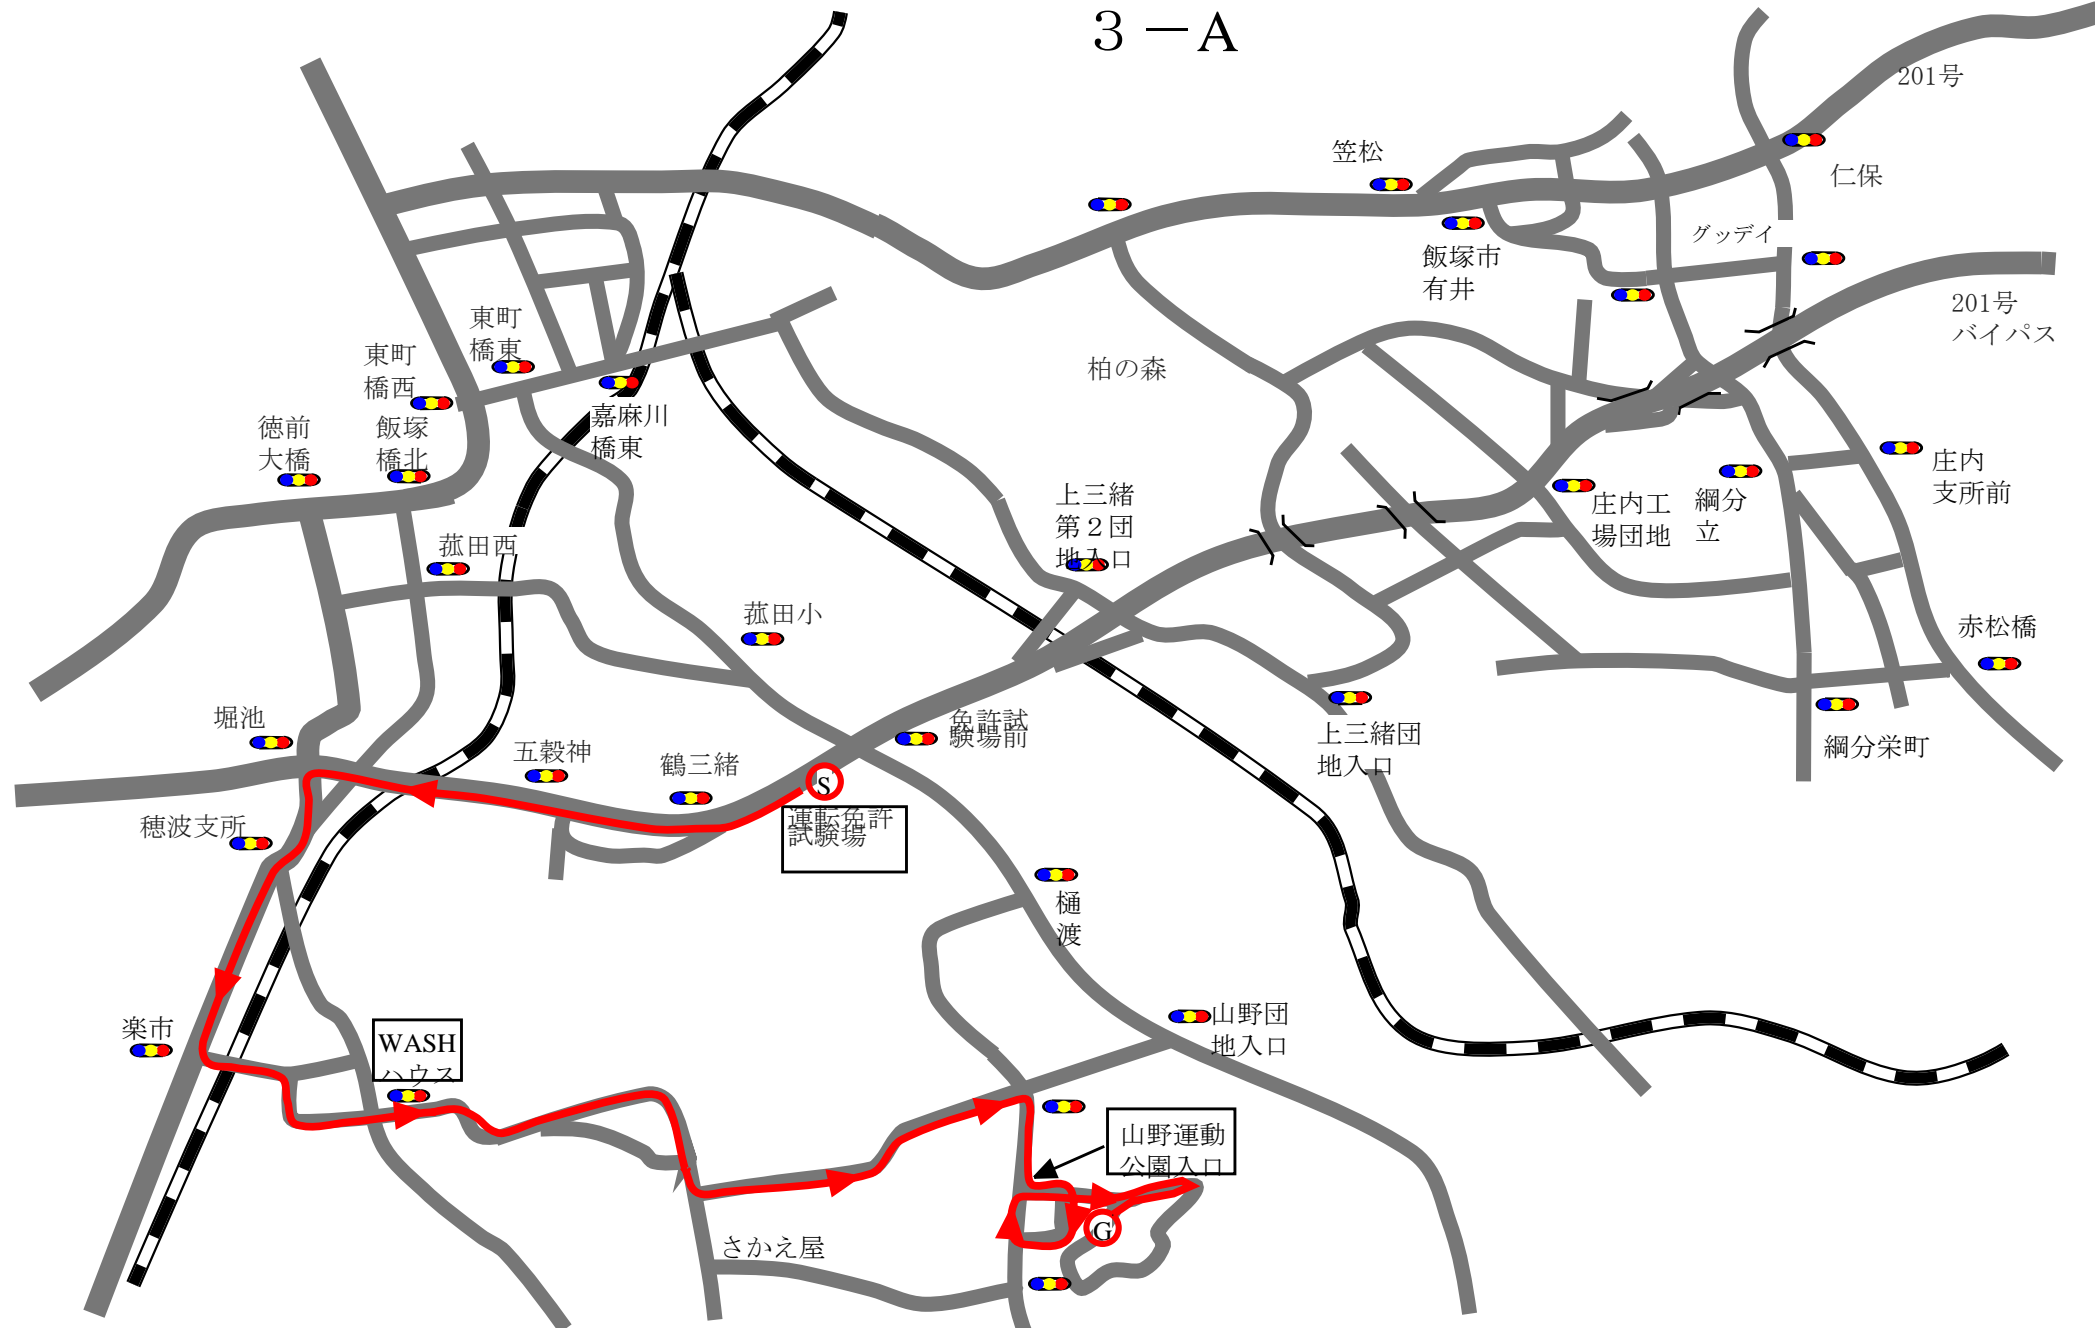 ３－A
201号
笠松
仁保
グッデイ
飯塚市
有井
201号
バイパス
東町
橋東
東町
橋西
柏の森
嘉麻川
橋東
徳前
大橋
飯塚
橋北
上三緒
第２団
地入口
庄内工
場団地
綱分
立
庄内
支所前
菰田西
菰田小
赤松橋
堀池
五穀神
鶴三緒
免許試
験場前
上三緒団
地入口
綱分栄町
S
運転免許
試験場
穂波支所
樋
渡
楽市
WASH
ハウス
山野団
地入口
山野運動
公園入口
G
さかえ屋